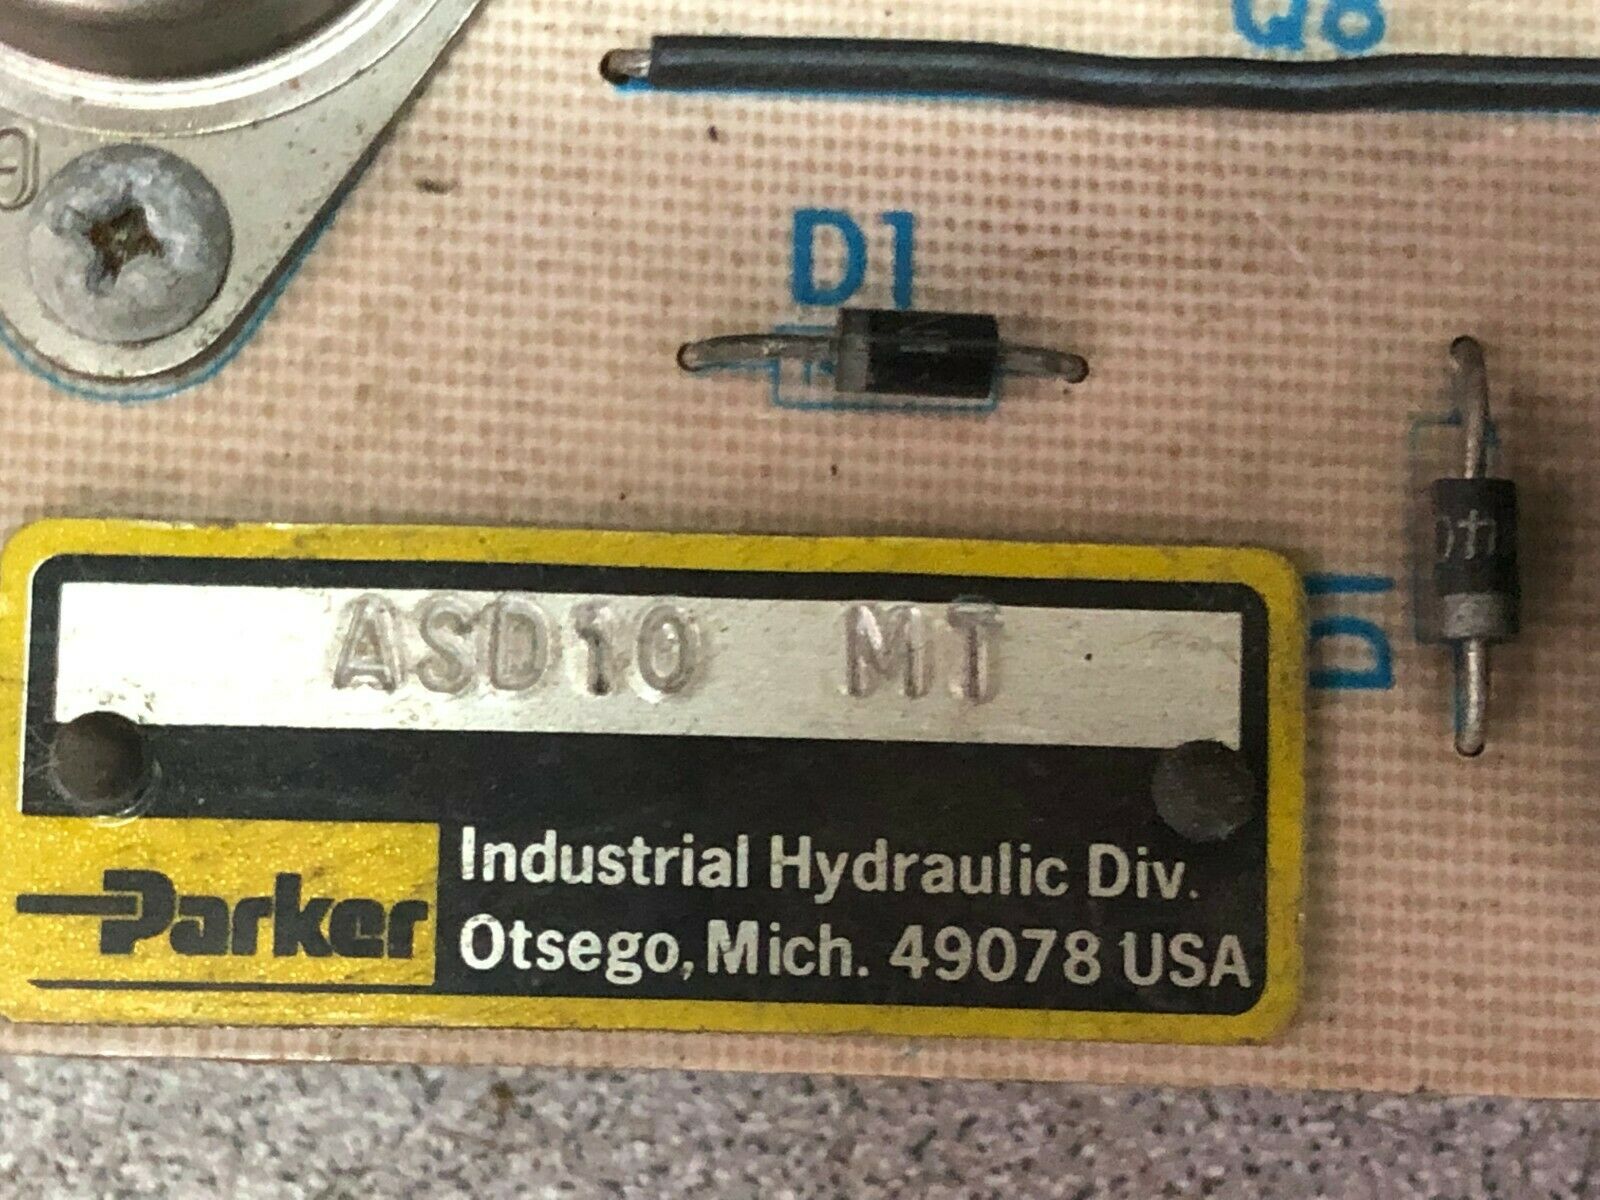 Q8
D1
D1
ASD10 MT
Parker
Industrial Hydraulic Div.
Otsego, Mich. 49078 USA